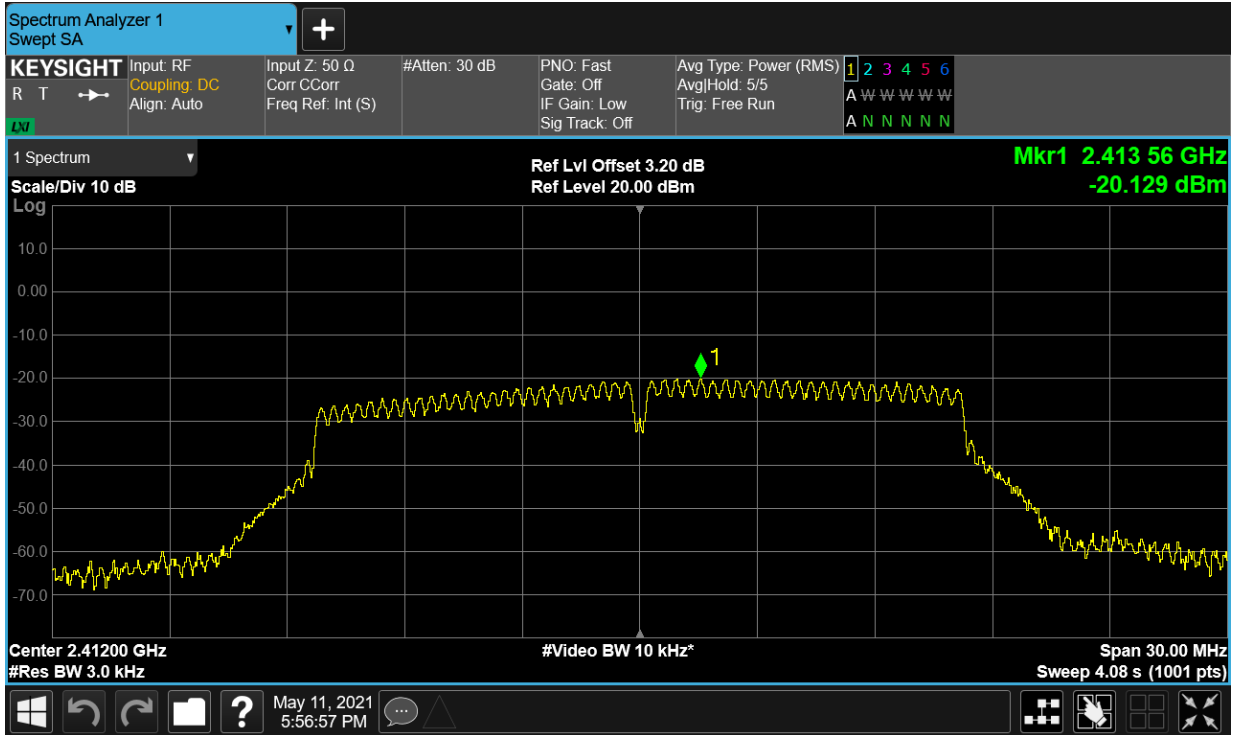 Spectrum Analyzer 1
Swept SA
+
KEYSIGHT
R T
LXI
Input: RF
Coupling: DC
Align: Auto
Input Z: 50 Ω
Corr CCorr
Freq Ref: Int (S)
#Atten: 30 dB
PNO: Fast
Gate: Off
IF Gain: Low
Sig Track: Off
Avg Type: Power (RMS)
Avg|Hold: 5/5
Trig: Free Run
1 2 3 4 5 6
A W W W W W
A N N N N N
1 Spectrum
Scale/Div 10 dB
Log
Ref Lvl Offset 3.20 dB
Ref Level 20.00 dBm
Mkr1 2.413 56 GHz
-20.129 dBm
10.0
0.00
-10.0
-20.0
-30.0
-40.0
-50.0
-60.0
-70.0
1
Center 2.41200 GHz
#Res BW 3.0 kHz
#Video BW 10 kHz*
Span 30.00 MHz
Sweep 4.08 s (1001 pts)
?
May 11, 2021
5:56:57 PM